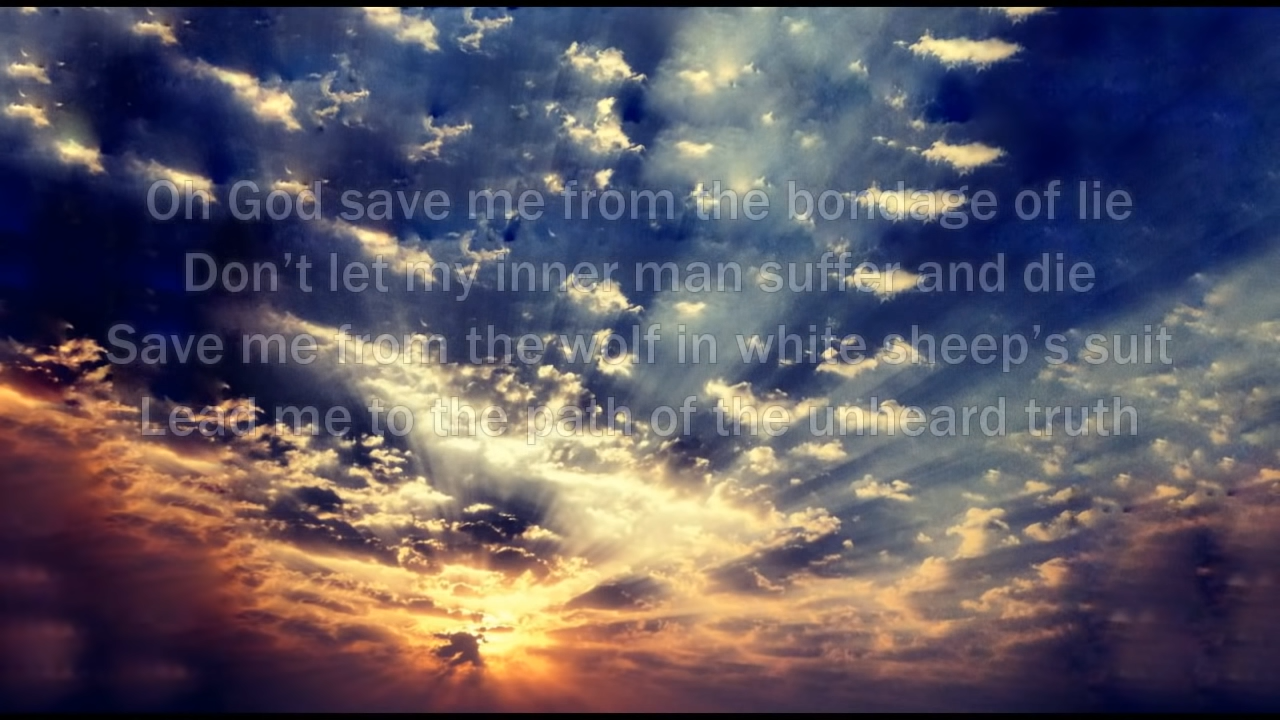 Oh God save me from the bondage of lie
Don't let my inner man suffer and die
Save me from the wolf in white sheep's suit
Lead me to the path of the unheard truth